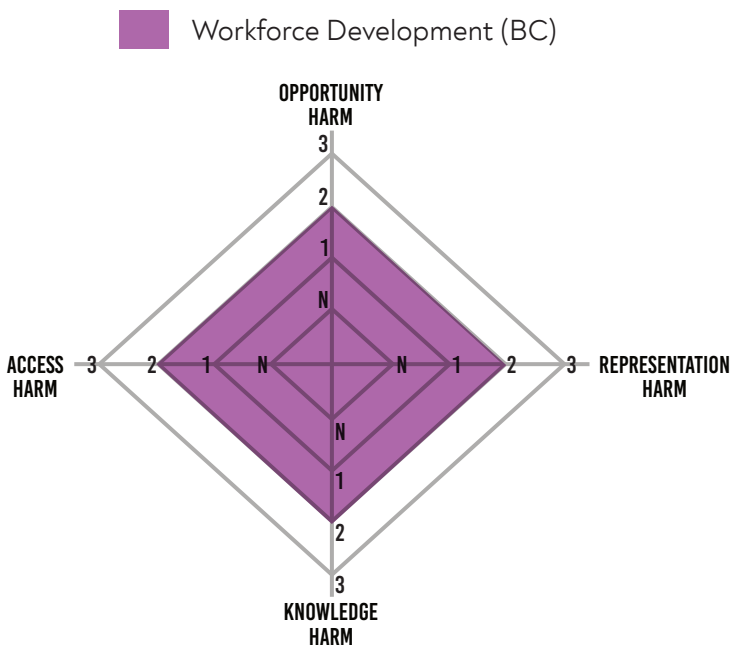 Workforce Development (BC)
OPPORTUNITY
HARM
3
2
1
N
ACCESS
HARM
3 2 1 N N 1 2 3
REPRESENTATION
HARM
N
1
2
3
KNOWLEDGE
HARM